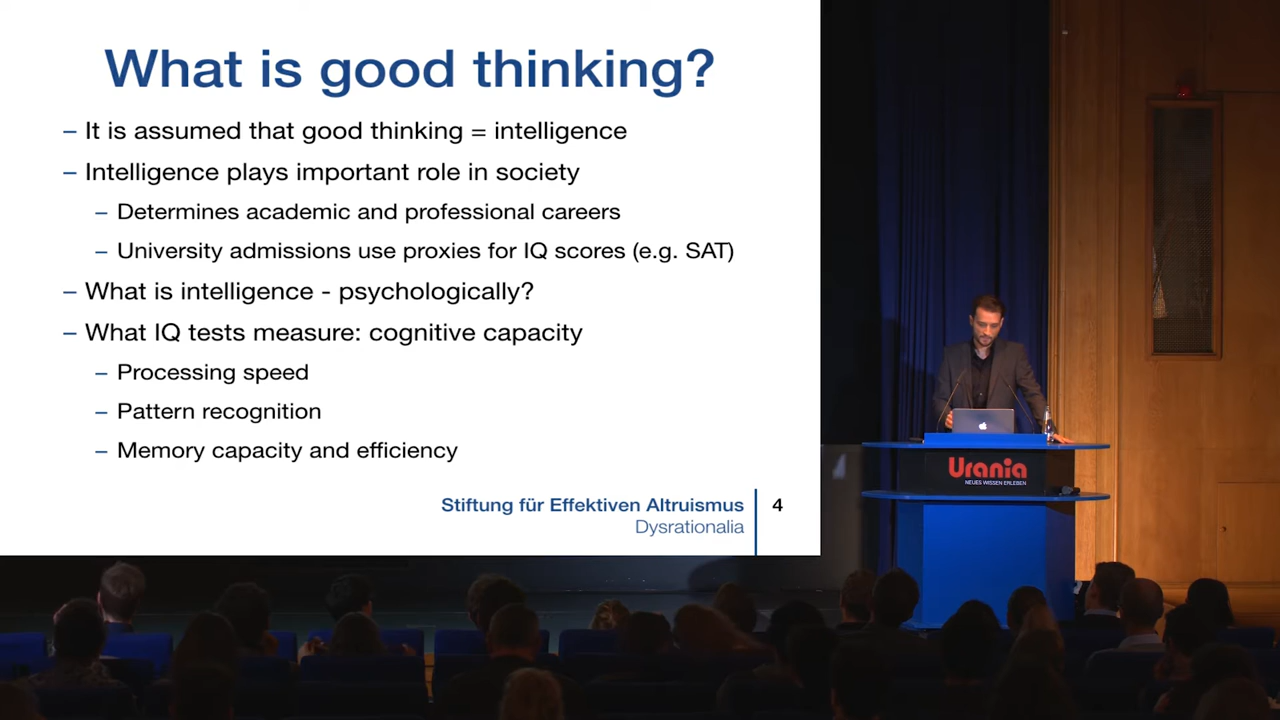 What is good thinking?
– It is assumed that good thinking = intelligence
– Intelligence plays important role in society
– Determines academic and professional careers
– University admissions use proxies for IQ scores (e.g. SAT)
– What is intelligence - psychologically?
– What IQ tests measure: cognitive capacity
– Processing speed
– Pattern recognition
– Memory capacity and efficiency
Stiftung für Effektiven Altruismus
Dysrationalia
4
Urania
NEUES WISSEN ERLEBEN